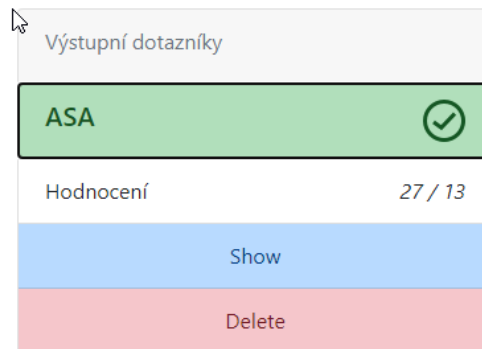 Výstupní dotazníky
ASA
Hodnocení 27 / 13
Show
Delete